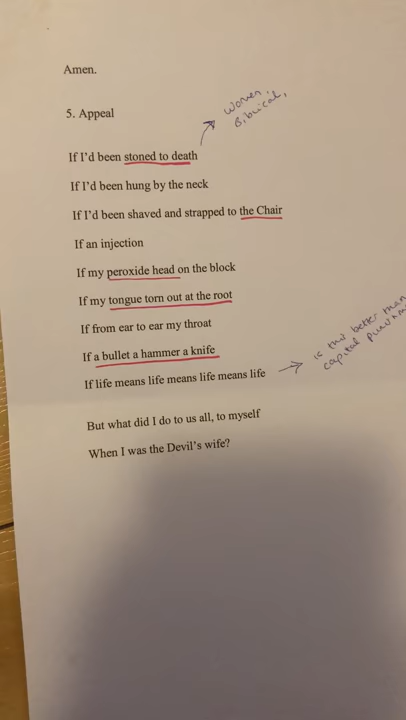 Amen.
5. Appeal
women.
Biblical,
If I'd been stoned to death
If I'd been hung by the neck
If I'd been shaved and strapped to the Chair
If an injection
If my peroxide head on the block
If my tongue torn out at the root
If from ear to ear my throat
If a bullet a hammer a knife
If life means life means life means life
is this better than
capital
But what did I do to us all, to myself
When I was the Devil's wife?